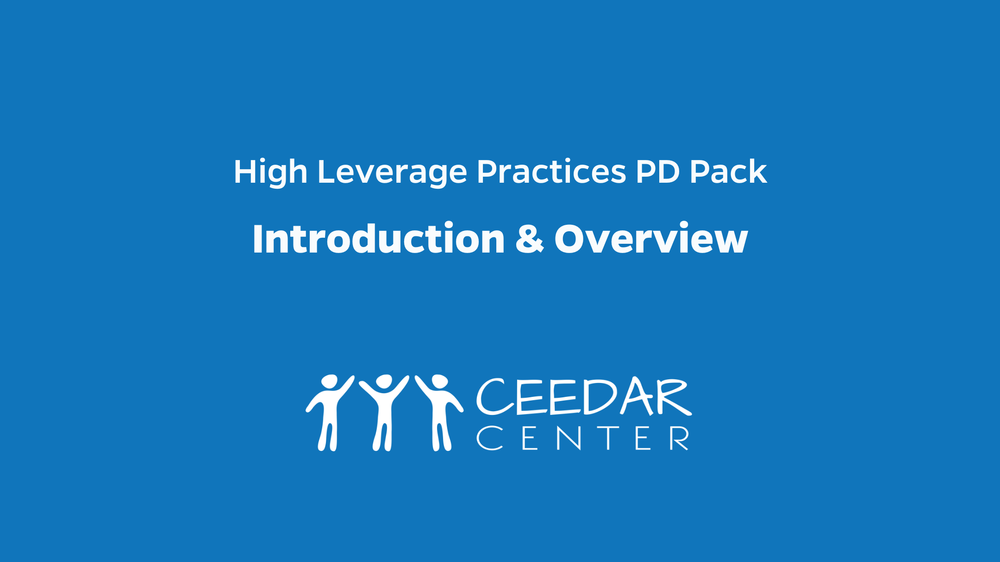 High Leverage Practices PD Pack
Introduction & Overview
CEEDAR
CENTER